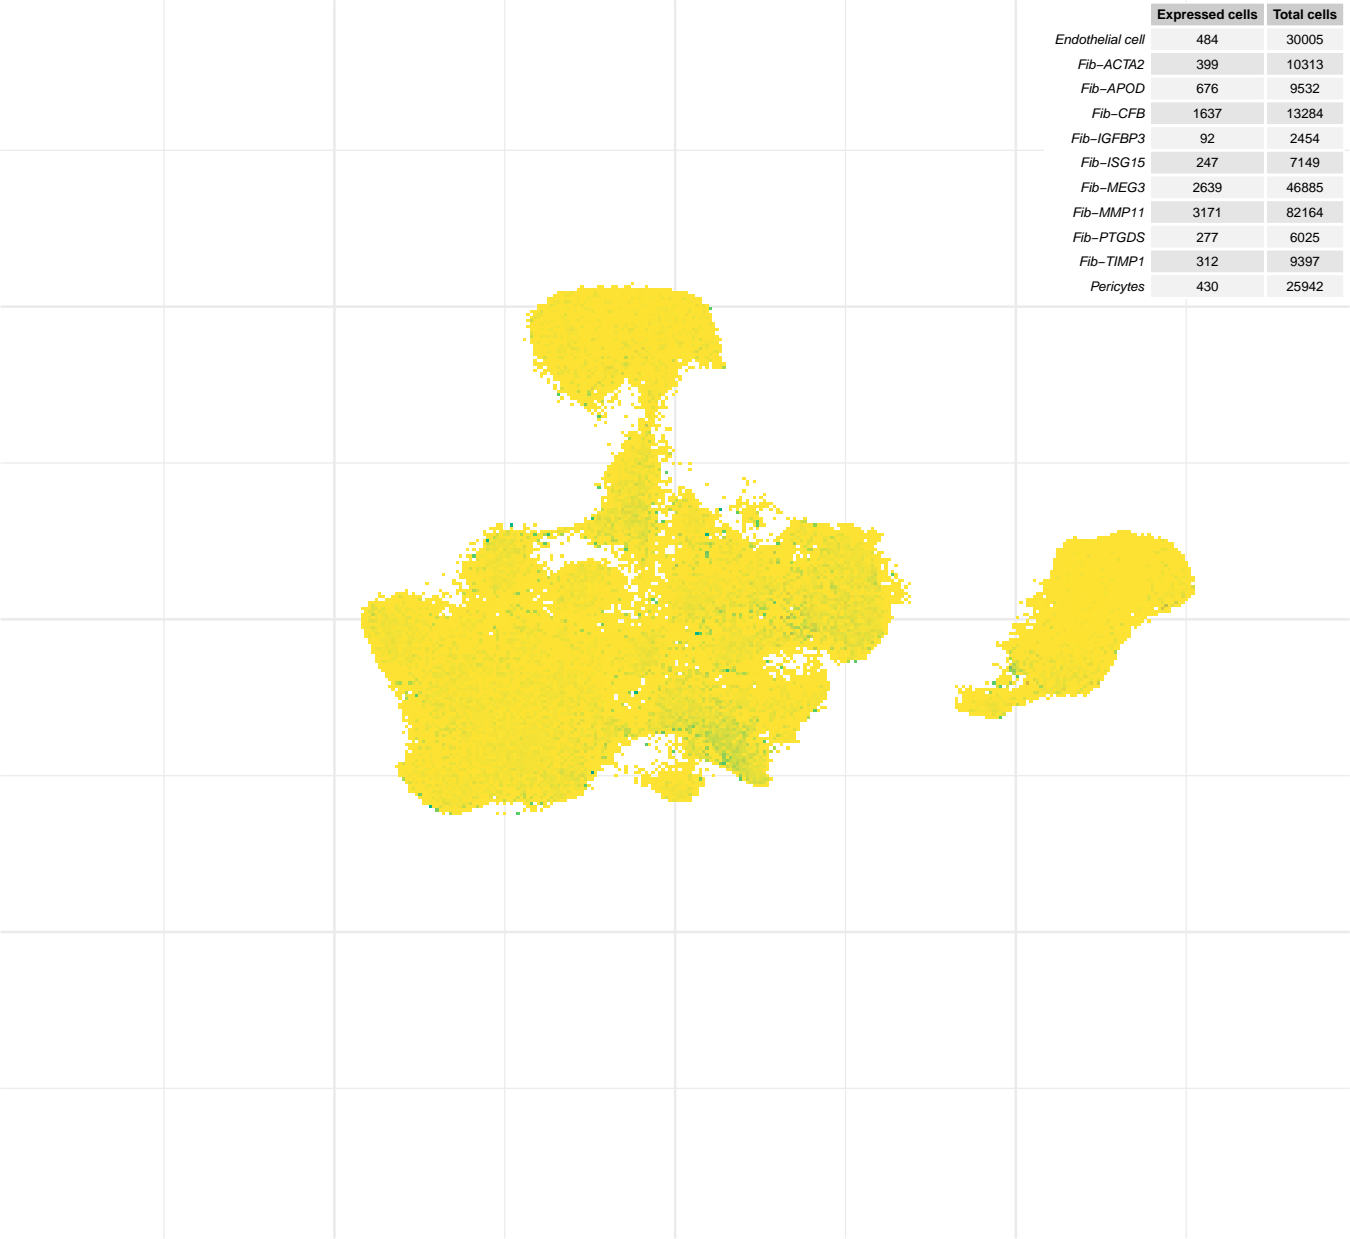 Expressed cells Total cells
Endothelial cell 484 30005
Fib−ACTA2 399 10313
Fib−APOD 676 9532
Fib−CFB 1637 13284
Fib−IGFBP3 92 2454
Fib−ISG15 247 7149
Fib−MEG3 2639 46885
Fib−MMP11 3171 82164
Fib−PTGDS 277 6025
Fib−TIMP1 312 9397
Pericytes 430 25942